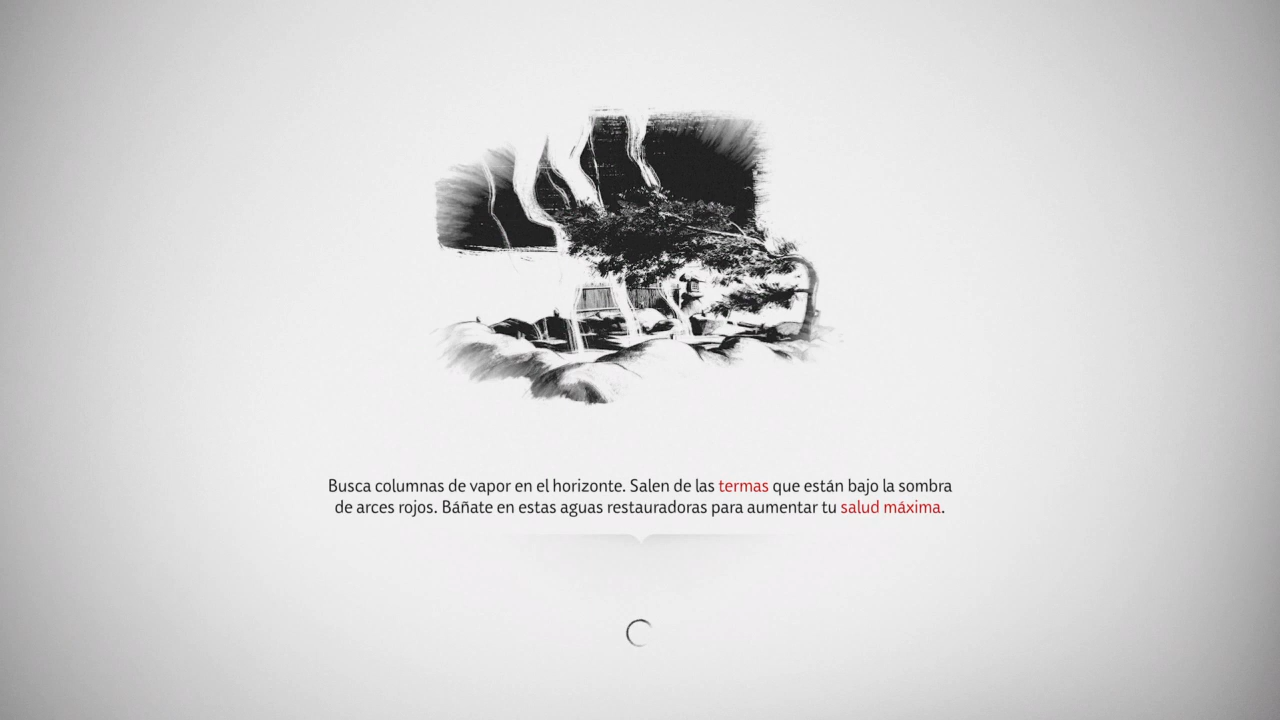 Busca columnas de vapor en el horizonte. Salen de las termas que están bajo la sombra
de arces rojos. Báñate en estas aguas restauradoras para aumentar tu salud máxima.